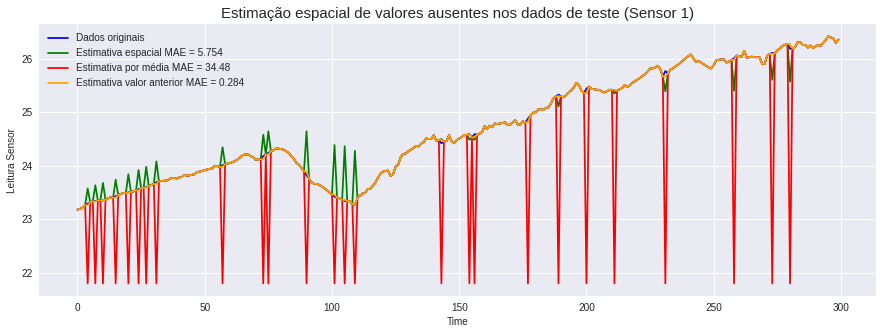 Estimação espacial de valores ausentes nos dados de teste (Sensor 1)
Dados originais
Estimativa espacial MAE = 5.754
Estimativa por média MAE = 34.48
Estimativa valor anterior MAE = 0.284
Leitura Sensor
26
25
24
23
22
0 50 100 150 200 250 300
Time